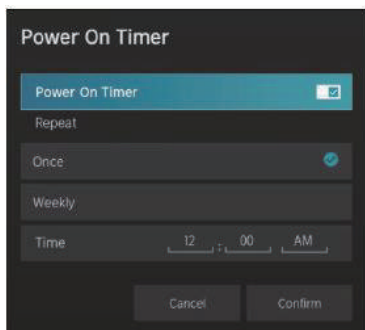 Power On Timer
Power On Timer
Repeat
Once
Weekly
Time 12 : 00 AM
Cancel Confirm